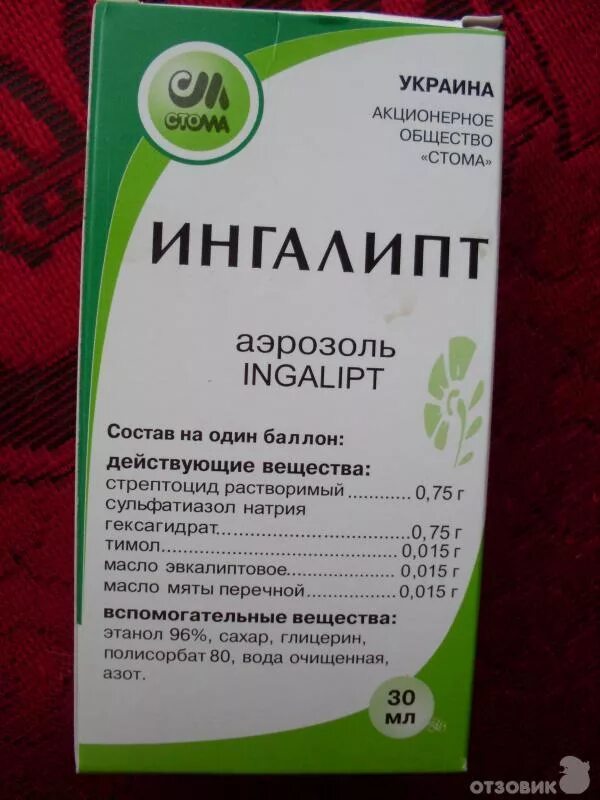 СТОМА
УКРАИНА
АКЦИОНЕРНОЕ
ОБЩЕСТВО
«СТОМА»
ИНГАЛИПТ
аэрозоль
INGALIPT
Состав на один баллон:
действующие вещества:
стрептоцид растворимый ............ 0,75 г
сульфатиазол натрия
гексагидрат.............................0,75 г
тимол.....................................0,015 г
масло эвкалиптовое.................0,015 г
масло мяты перечной ..............0,015 г
вспомогательные вещества:
этанол 96%, сахар, глицерин,
полисорбат 80, вода очищенная,
азот.
30
мл
ОТЗОВИК